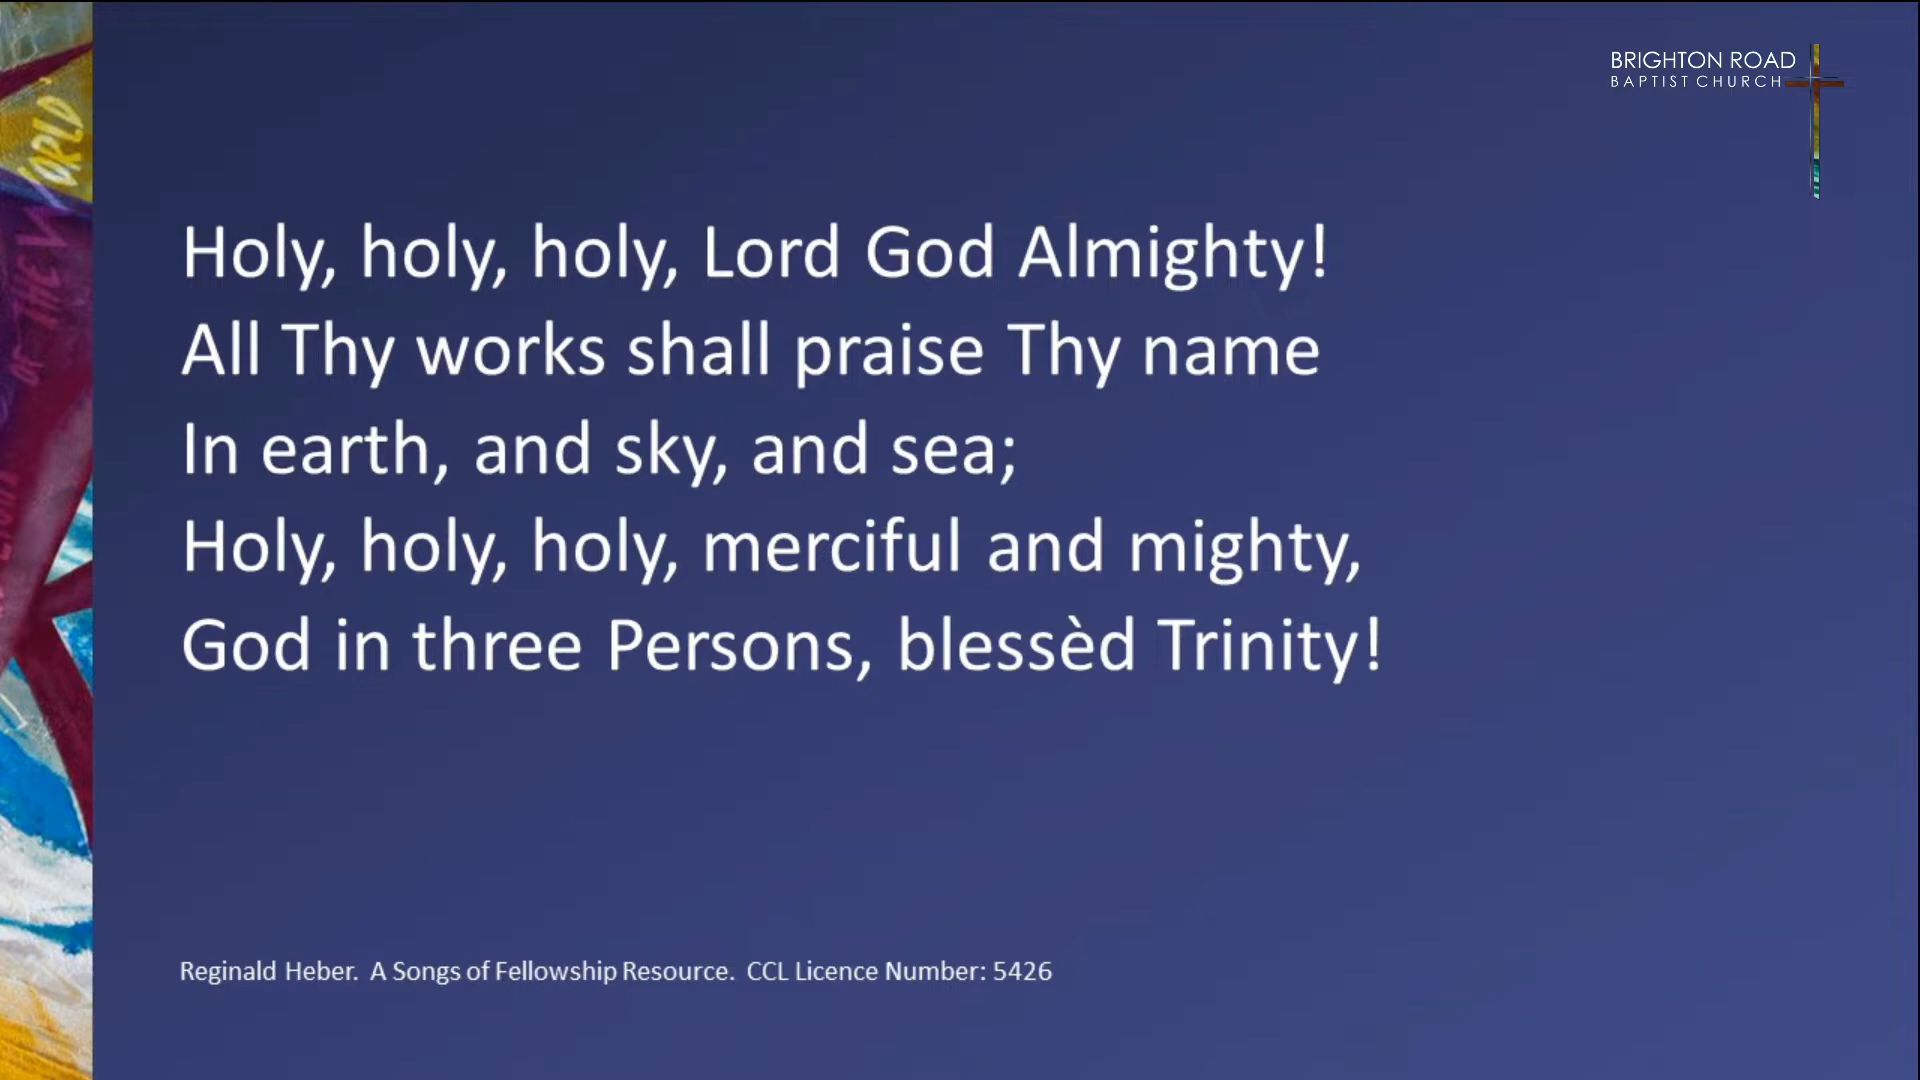 BRIGHTON ROAD
BAPTIST CHURCH
Holy, holy, holy, Lord God Almighty!
All Thy works shall praise Thy name
In earth, and sky, and sea;
Holy, holy, holy, merciful and mighty,
God in three Persons, blessèd Trinity!
Reginald Heber. A Songs of Fellowship Resource. CCL Licence Number: 5426
OF THE